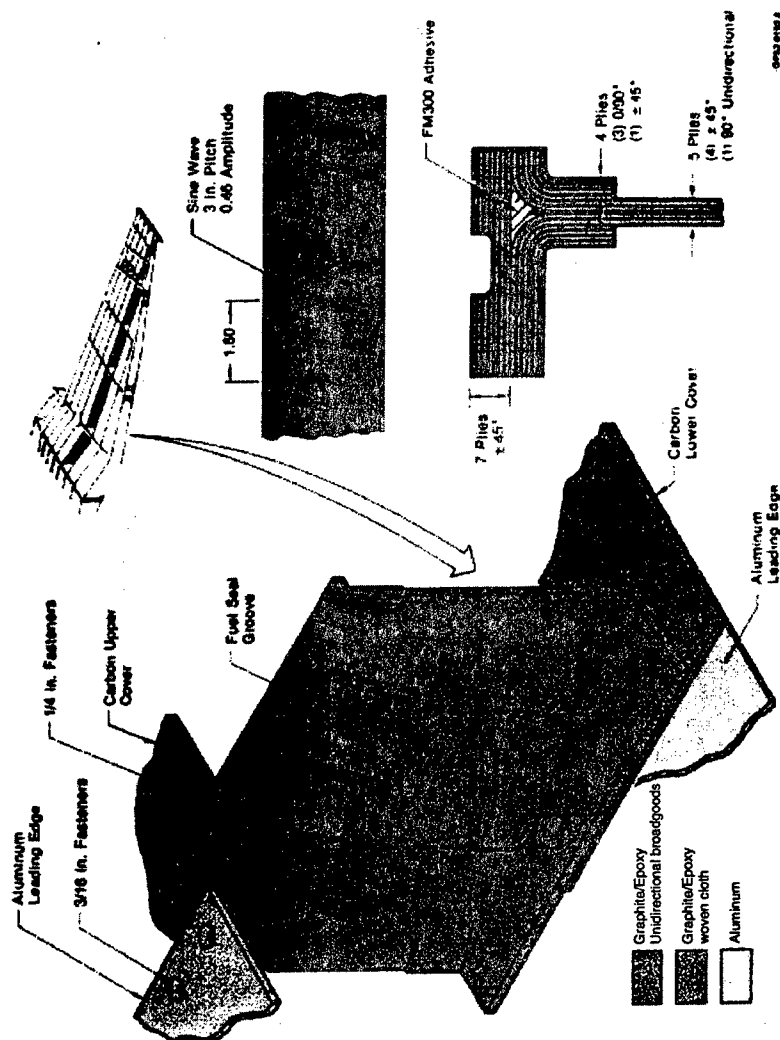 Aluminum
Leading Edge
3/16 in. Fasteners
1/4 in. Fasteners
Carbon Upper
Cover
Fuel Seal
Groove
Sine Wave
3 in. Pitch
0.46 Amplitude
1.80
FM300 Adhesive
7 Plies
± 45°
4 Plies
(3) 0/90°
(1) ± 45°
5 Plies
(4) ± 45°
(1) 90° Unidirectional
Carbon
Lower Cover
Aluminum
Leading Edge
Graphite/Epoxy
Unidirectional broadgoods
Graphite/Epoxy
woven cloth
Aluminum